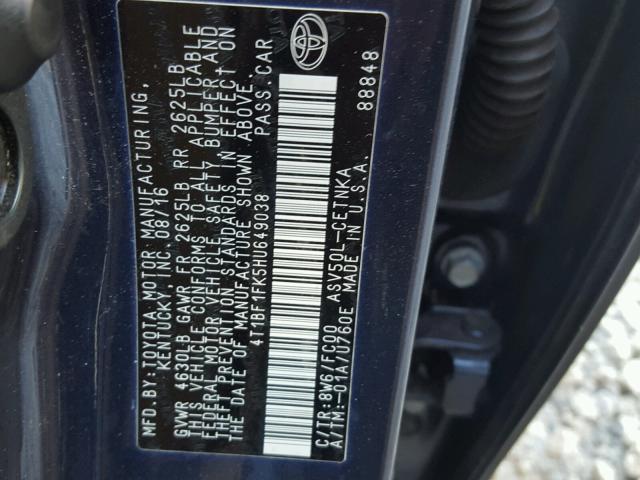 MFD.BY:TOYOTA MOTOR MANUFACTURING,
KENTUCKY, INC. 08/16
GVWR 4630LB GAWR FR 2625LB RR 2625LB
THIS VEHICLE CONFORMS TO ALL APPLICABLE
FEDERAL MOTOR VEHICLE SAFETY, BUMPER, AND
THEFT PREVENTION STANDARDS IN EFFECT ON
THE DATE OF MANUFACTURE SHOWN ABOVE.
4T1BF1FK5HU649038 PASS.CAR
C/TR:8W6/FC00 ASV50L-CETNKA
A/TM:-01A/U760E MADE IN U.S.A.
88848